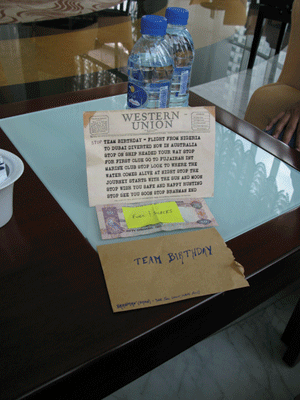 WESTERN
UNION
STOP TEAM BIRTHDAY - FLIGHT FROM NIGERIA
TO DUBAI DIVERTED NOW IN AUSTRALIA
STOP ON SHIP HEADED YOUR WAY STOP
FOR FIRST CLUE GO TO FUJAIRAH INT
MARINE CLUB STOP LOOK TO WHERE THE
WATER COMES ALIVE AT NIGHT STOP THE
JOURNEY STARTS WITH THE SUN AND MOON
STOP WISH YOU SAFE AND HAPPY HUNTING
STOP SEE YOU SOON STOP BRAHMAN END
TEAM BIRTHDAY